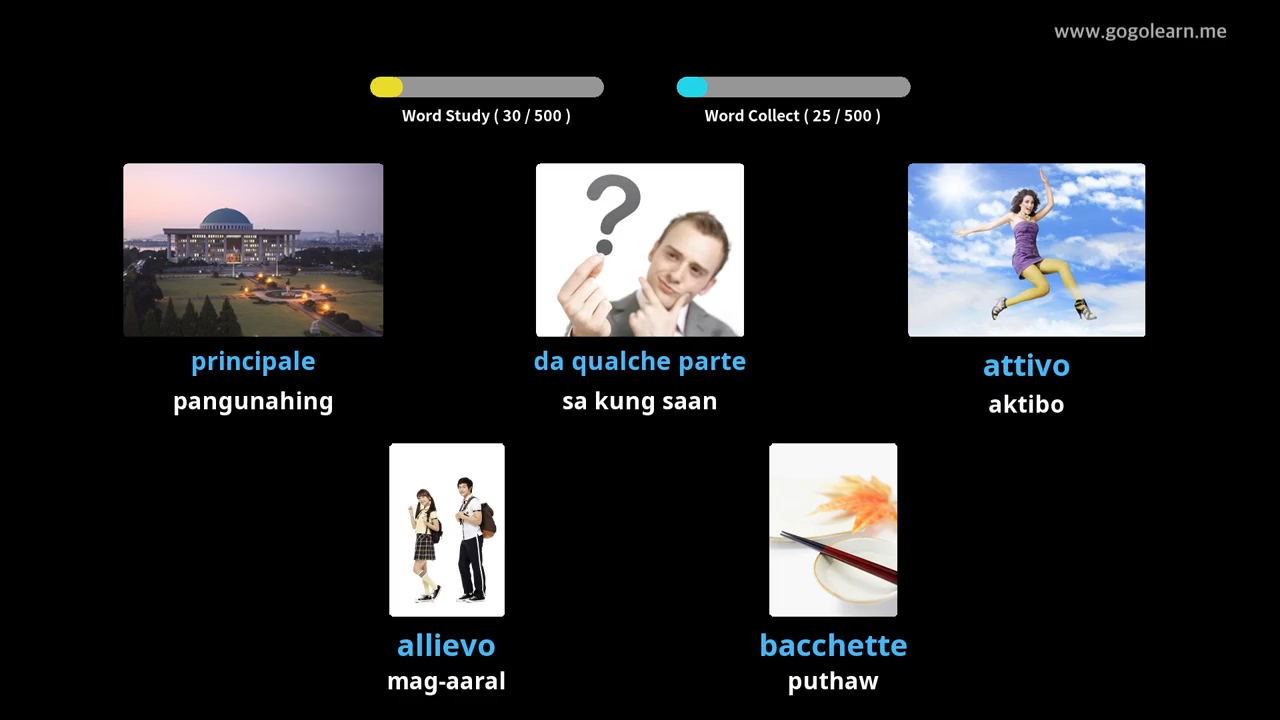 www.gogolearn.me
Word Study ( 30 / 500 )
Word Collect ( 25 / 500 )
principale
pangunahing
da qualche parte
sa kung saan
attivo
aktibo
allievo
mag-aaral
bacchette
puthaw